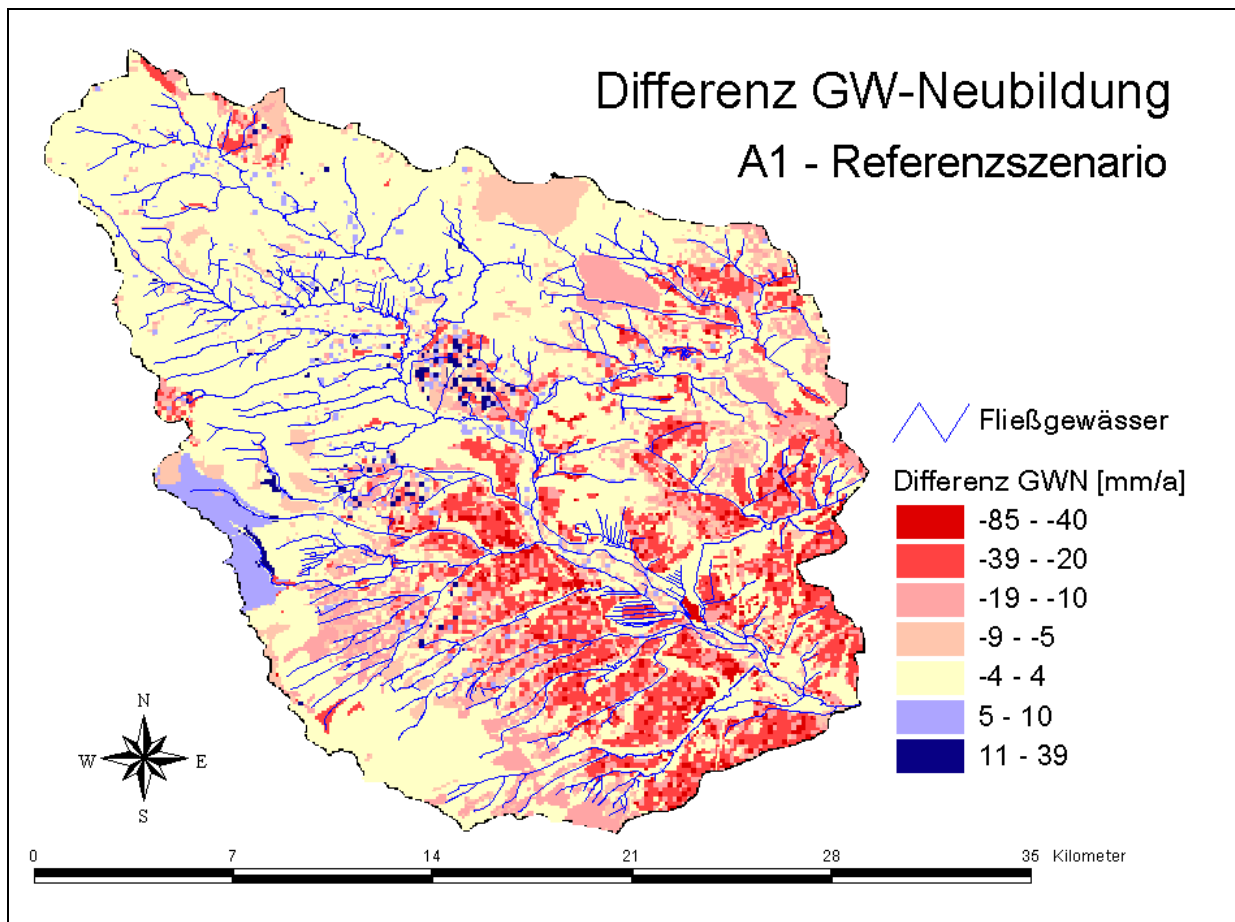 Differenz GW-Neubildung
A1 - Referenzszenario
Fließgewässer
Differenz GWN [mm/a]
-85 - -40
-39 - -20
-19 - -10
-9 - -5
-4 - 4
5 - 10
11 - 39
N
W E
S
0 7 14 21 28 35 Kilometer